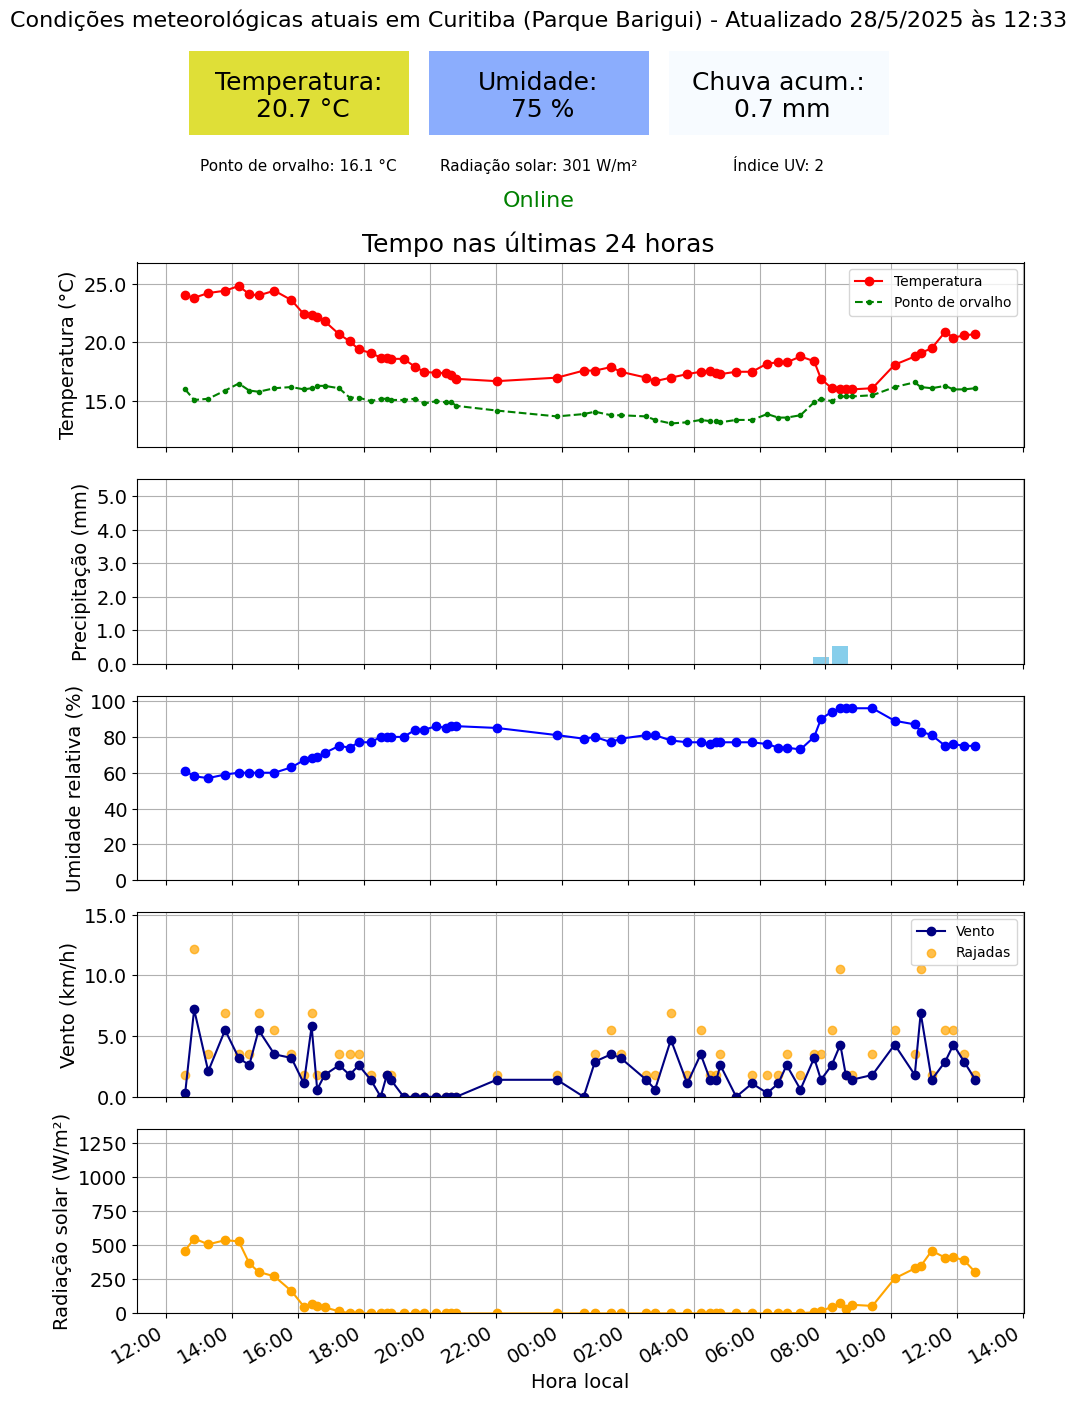 Condições meteorológicas atuais em Curitiba (Parque Barigui) - Atualizado 28/5/2025 às 12:33
Temperatura:
20.7 °C
Umidade:
75 %
Chuva acum.:
0.7 mm
Ponto de orvalho: 16.1 °C
Radiação solar: 301 W/m²
Índice UV: 2
Online
Tempo nas últimas 24 horas
Temperatura (°C)
25.0
20.0
15.0
Temperatura
Ponto de orvalho
Precipitação (mm)
5.0
4.0
3.0
2.0
1.0
0.0
Umidade relativa (%)
100
80
60
40
20
0
Vento (km/h)
15.0
10.0
5.0
0.0
Vento
Rajadas
Radiação solar (W/m²)
1250
1000
750
500
250
0
12:00
14:00
16:00
18:00
20:00
22:00
00:00
02:00
04:00
06:00
08:00
10:00
12:00
14:00
Hora local